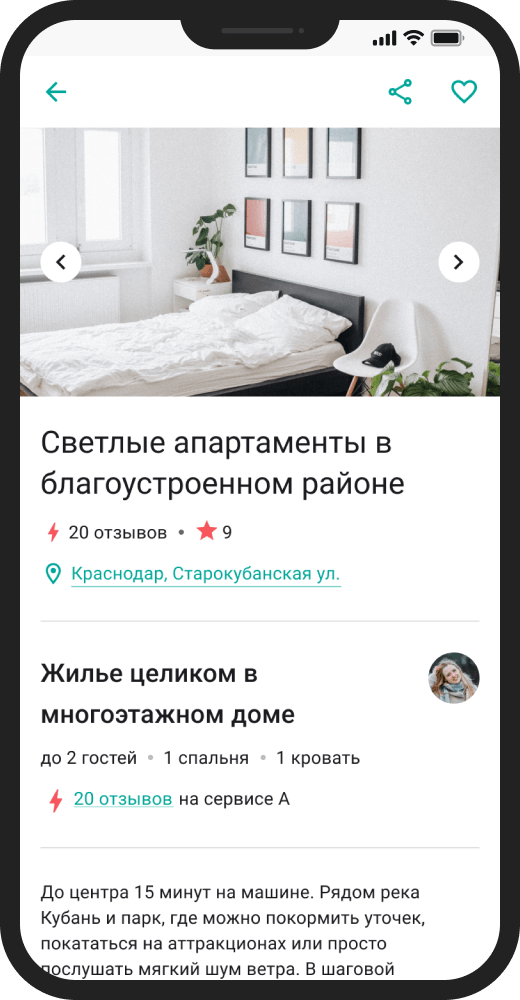 Светлые апартаменты в
благоустроенном районе
20 отзывов • 9
Краснодар, Старокубанская ул.
Жилье целиком в
многоэтажном доме
до 2 гостей • 1 спальня • 1 кровать
20 отзывов на сервисе А
До центра 15 минут на машине. Рядом река
Кубань и парк, где можно покормить уточек,
покататься на аттракционах или просто
послушать мягкий шум ветра. В шаговой